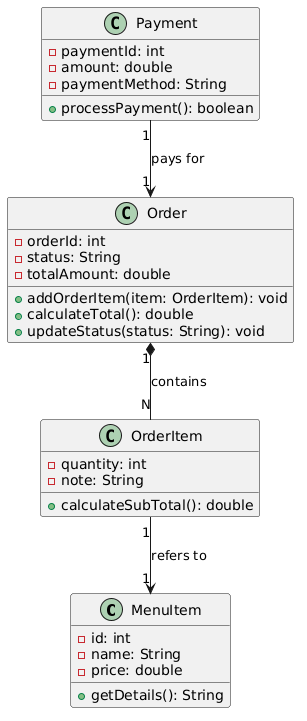 C Payment
paymentId: int
amount: double
paymentMethod: String
processPayment(): boolean
1
pays for
1
C Order
orderId: int
status: String
totalAmount: double
addOrderItem(item: OrderItem): void
calculateTotal(): double
updateStatus(status: String): void
1
contains
N
C OrderItem
quantity: int
note: String
calculateSubTotal(): double
1
refers to
1
C MenuItem
id: int
name: String
price: double
getDetails(): String